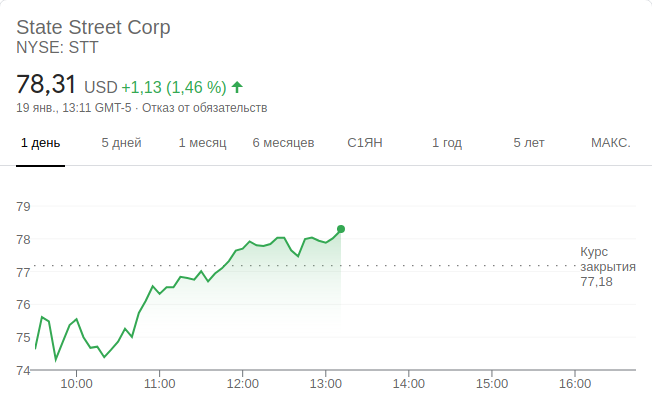 State Street Corp
NYSE: STT
78,31 USD +1,13 (1,46 %)
19 янв., 13:11 GMT-5 · Отказ от обязательств
1 день 5 дней 1 месяц 6 месяцев С1ЯН 1 год 5 лет МАКС.
79
78
77
76
75
74
Курс
закрытия
77,18
10:00 11:00 12:00 13:00 14:00 15:00 16:00